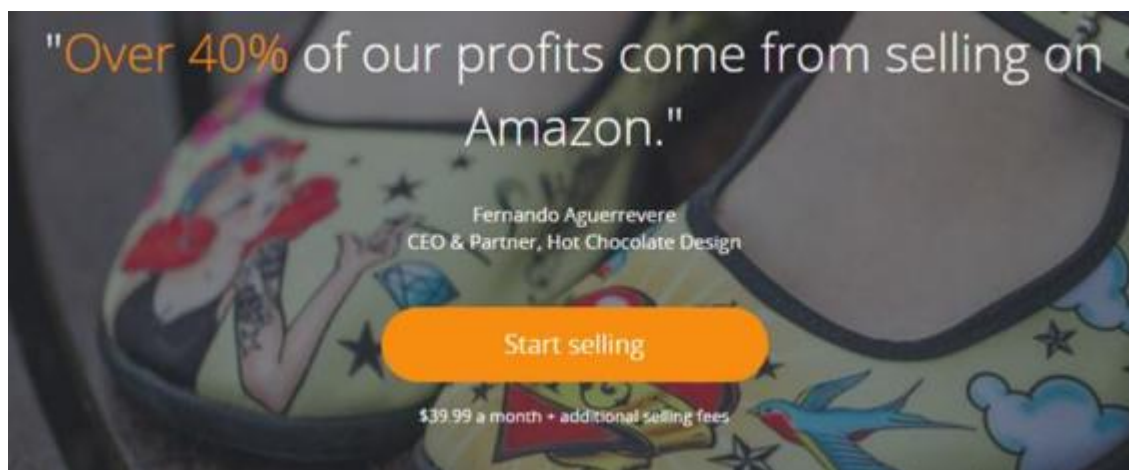 "Over 40% of our profits come from selling on
Amazon."
Fernando Aguerrevere
CEO & Partner, Hot Chocolate Design
Start selling
$39.99 a month + additional selling fees